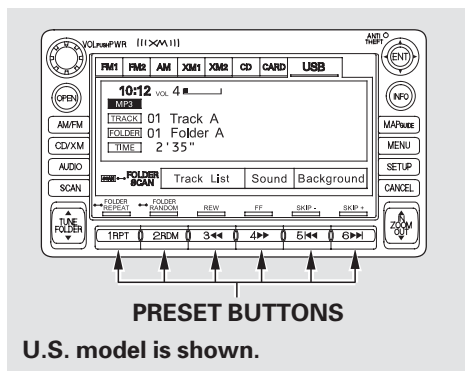 VOL PUSH PWR ((( XM )))
ANTI THEFT
FM1 FM2 AM XM1 XM2 CD CARD USB
ENT
10:12 VOL 4
MP3
OPEN
INFO
TRACK 01 Track A
FOLDER 01 Folder A
TIME 2'35"
AM/FM
MAP GUIDE
CD/XM
MENU
AUDIO
SETUP
SCAN
CANCEL
FOLDER SCAN Track List Sound Background
FOLDER REPEAT FOLDER RANDOM REW FF SKIP - SKIP +
TUNE FOLDER
IN ZOOM OUT
1RPT 2RDM 3◂◂ 4▸▸ 5|◂◂ 6▸▸|
PRESET BUTTONS
U.S. model is shown.